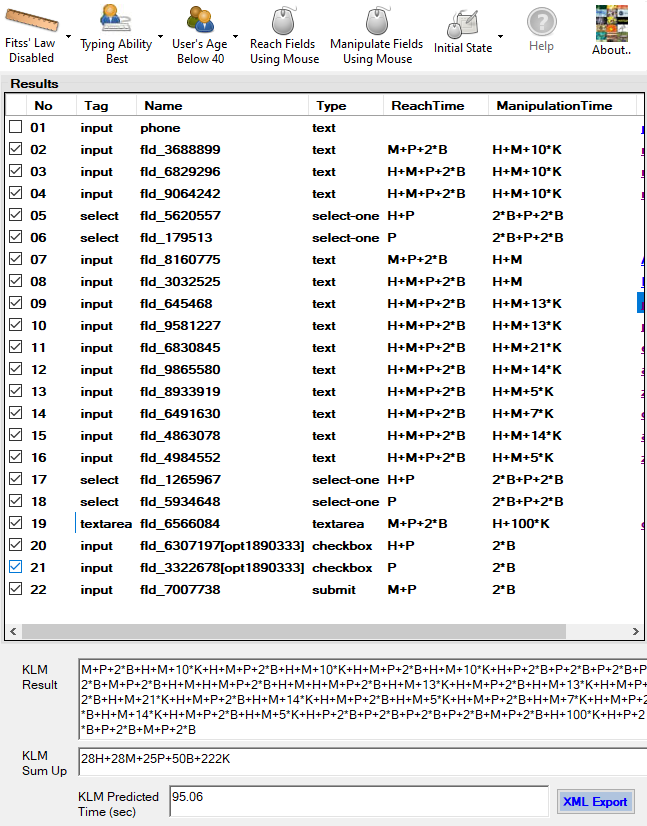 Fitss' Law Disabled
Typing Ability Best
User's Age Below 40
Reach Fields Using Mouse
Manipulate Fields Using Mouse
Initial State
Help
About..
Results
No Tag Name Type ReachTime ManipulationTime
01 input phone text
02 input fld_3688899 text M+P+2*B H+M+10*K
03 input fld_6829296 text H+M+P+2*B H+M+10*K
04 input fld_9064242 text H+M+P+2*B H+M+10*K
05 select fld_5620557 select-one H+P 2*B+P+2*B
06 select fld_179513 select-one P 2*B+P+2*B
07 input fld_8160775 text M+P+2*B H+M
08 input fld_3032525 text H+M+P+2*B H+M
09 input fld_645468 text H+M+P+2*B H+M+13*K
10 input fld_9581227 text H+M+P+2*B H+M+13*K
11 input fld_6830845 text H+M+P+2*B H+M+21*K
12 input fld_9865580 text H+M+P+2*B H+M+14*K
13 input fld_8933919 text H+M+P+2*B H+M+5*K
14 input fld_6491630 text H+M+P+2*B H+M+7*K
15 input fld_4863078 text H+M+P+2*B H+M+14*K
16 input fld_4984552 text H+M+P+2*B H+M+5*K
17 select fld_1265967 select-one H+P 2*B+P+2*B
18 select fld_5934648 select-one P 2*B+P+2*B
19 textarea fld_6566084 textarea M+P+2*B H+100*K
20 input fld_6307197[opt1890333] checkbox H+P 2*B
21 input fld_3322678[opt1890333] checkbox P 2*B
22 input fld_7007738 submit M+P 2*B
KLM Result
M+P+2*B+H+M+10*K+H+M+P+2*B+H+M+10*K+H+M+P+2*B+H+M+10*K+H+P+2*B+P+2*B+P+2*B+P+
2*B+M+P+2*B+H+M+H+M+P+2*B+H+M+H+M+P+2*B+H+M+13*K+H+M+P+2*B+H+M+13*K+H+M+P+
2*B+H+M+21*K+H+M+P+2*B+H+M+14*K+H+M+P+2*B+H+M+5*K+H+M+P+2*B+H+M+7*K+H+M+P+2
*B+H+M+14*K+H+M+P+2*B+H+M+5*K+H+P+2*B+P+2*B+P+2*B+P+2*B+M+P+2*B+H+100*K+H+P+2
*B+P+2*B+M+P+2*B
KLM Sum Up
28H+28M+25P+50B+222K
KLM Predicted Time (sec)
95.06
XML Export